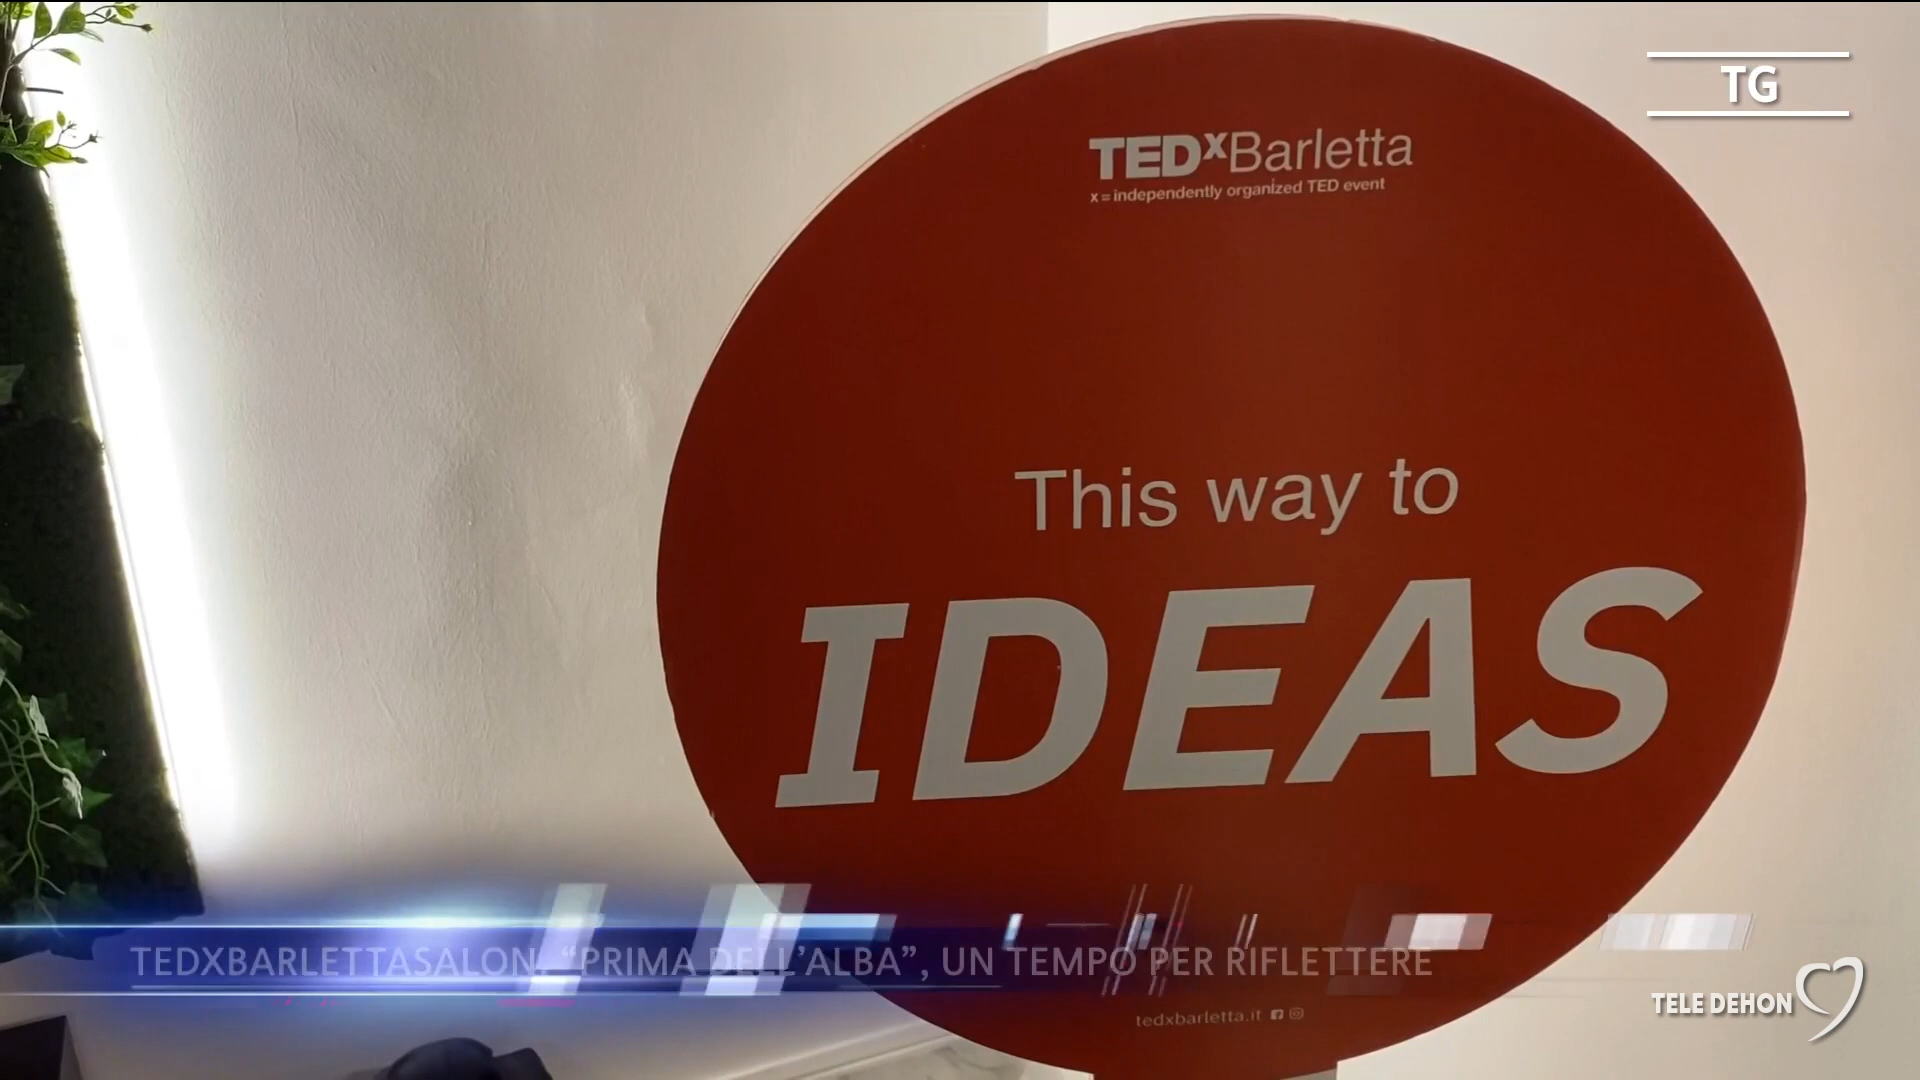 TG
TEDxBarletta
x = independently organized TED event
This way to
IDEAS
TEDXBARLETTASALON, “PRIMA DELL’ALBA”, UN TEMPO PER RIFLETTERE
tedxbarletta.it
TELE DEHON